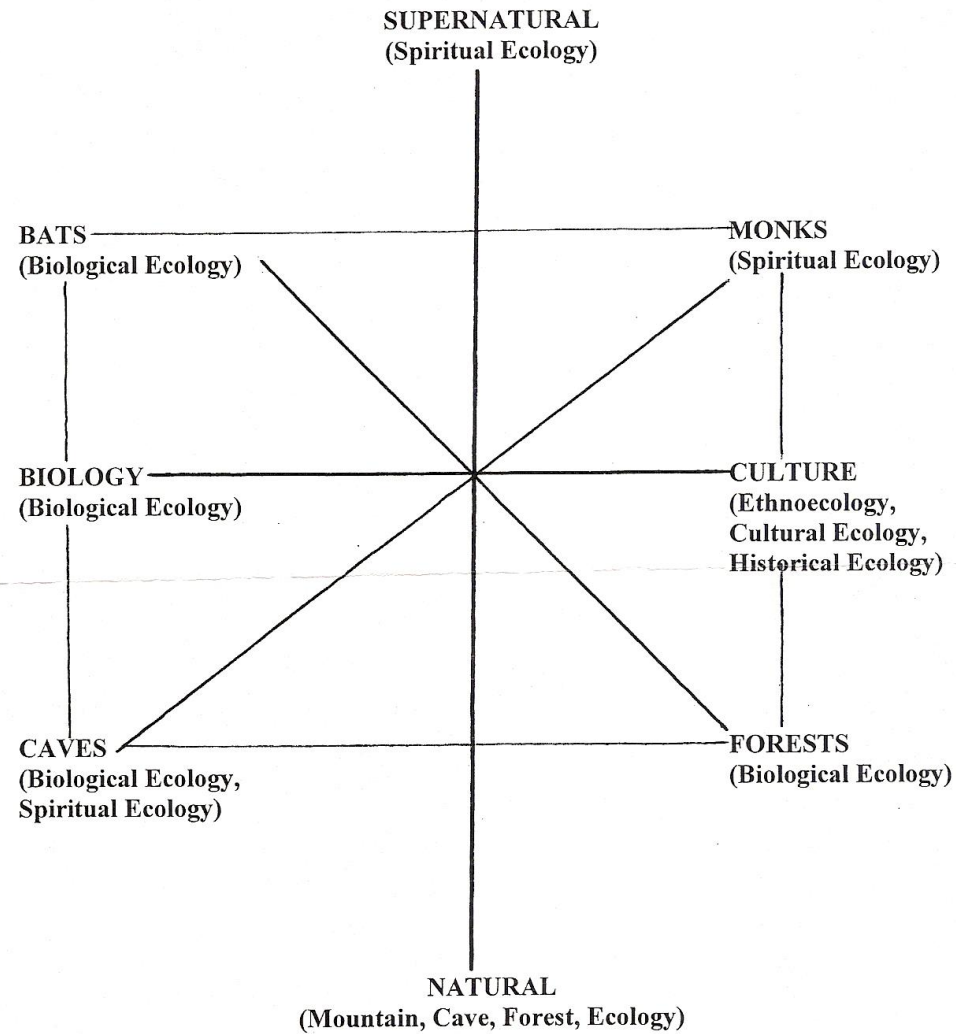 SUPERNATURAL
(Spiritual Ecology)
BATS
(Biological Ecology)
MONKS
(Spiritual Ecology)
BIOLOGY
(Biological Ecology)
CULTURE
(Ethnoecology,
Cultural Ecology,
Historical Ecology)
CAVES
(Biological Ecology,
Spiritual Ecology)
FORESTS
(Biological Ecology)
NATURAL
(Mountain, Cave, Forest, Ecology)